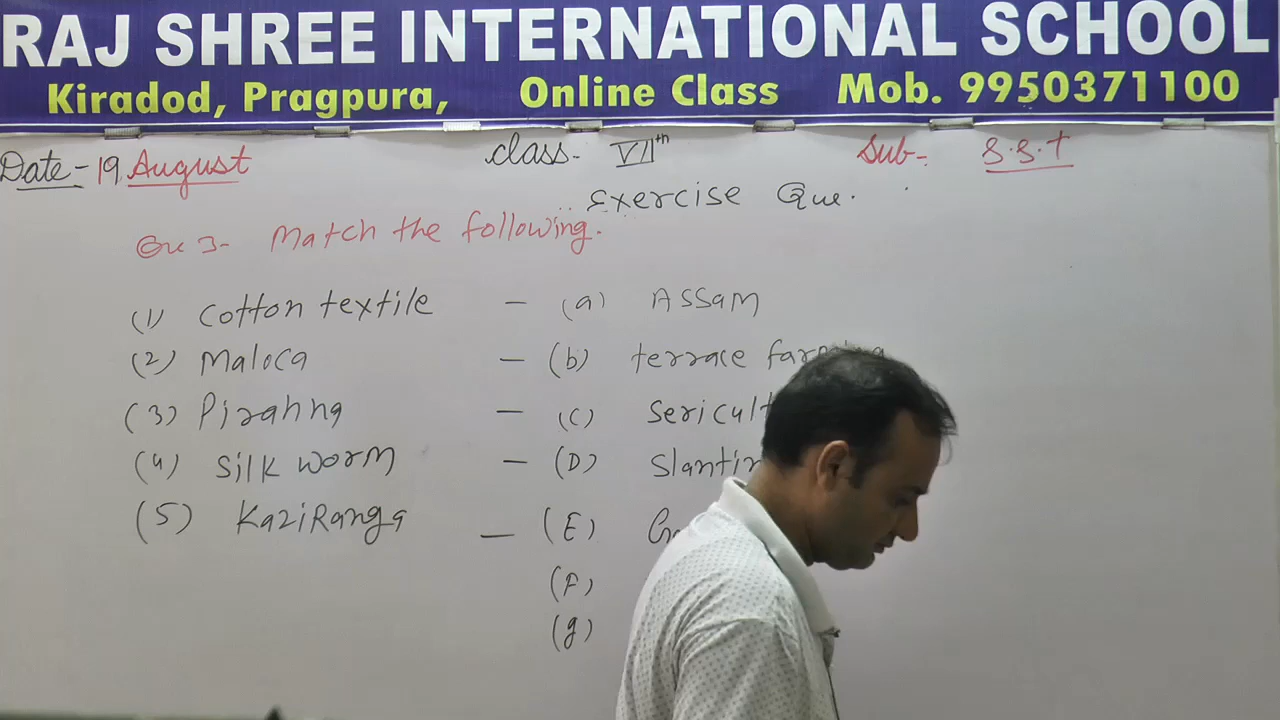 RAJ SHREE INTERNATIONAL SCHOOL
Kiradod, Pragpura, Online Class Mob. 9950371100
Date - 19 August Class - VIIth Sub - S.S.t
Exercise Que.
Que 3 - Match the following.
(1) Cotton textile - (a) Assam
(2) Maloca - (b) terrace
(3) Pirahna - (C)
(4) Silk worm - (D)
(5) KaziRanga - (E)
(F)
(g)